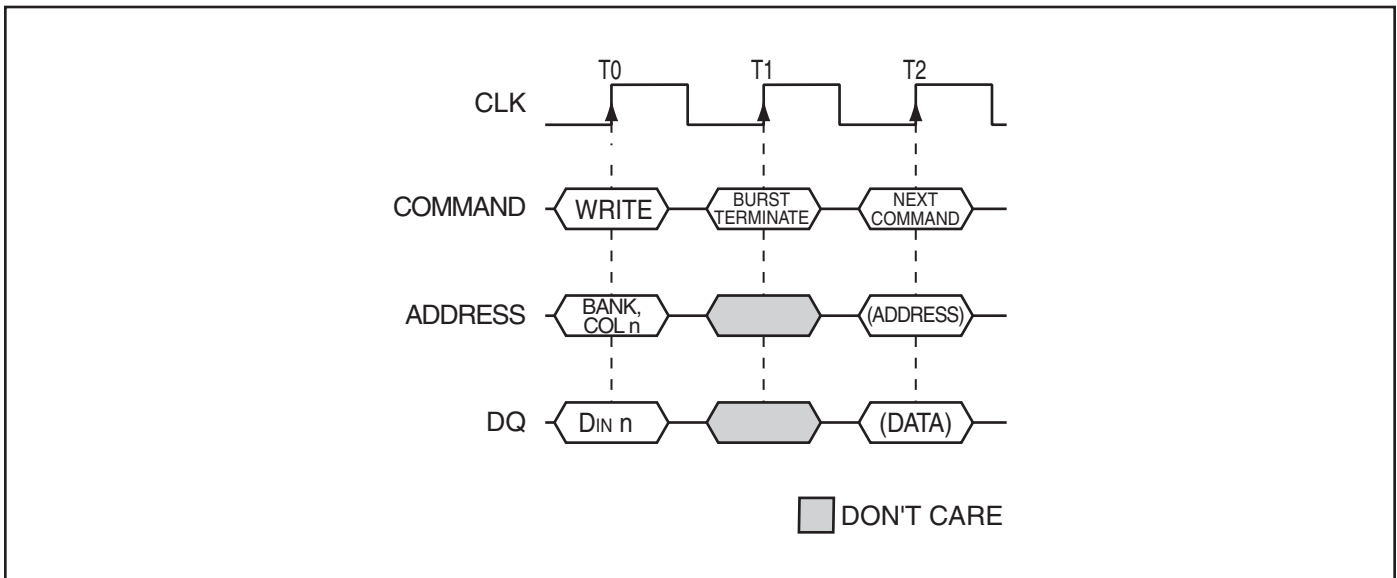 T0 T1 T2
CLK
COMMAND WRITE BURST TERMINATE NEXT COMMAND
ADDRESS BANK, COL n (ADDRESS)
DQ DIN n (DATA)
DON'T CARE